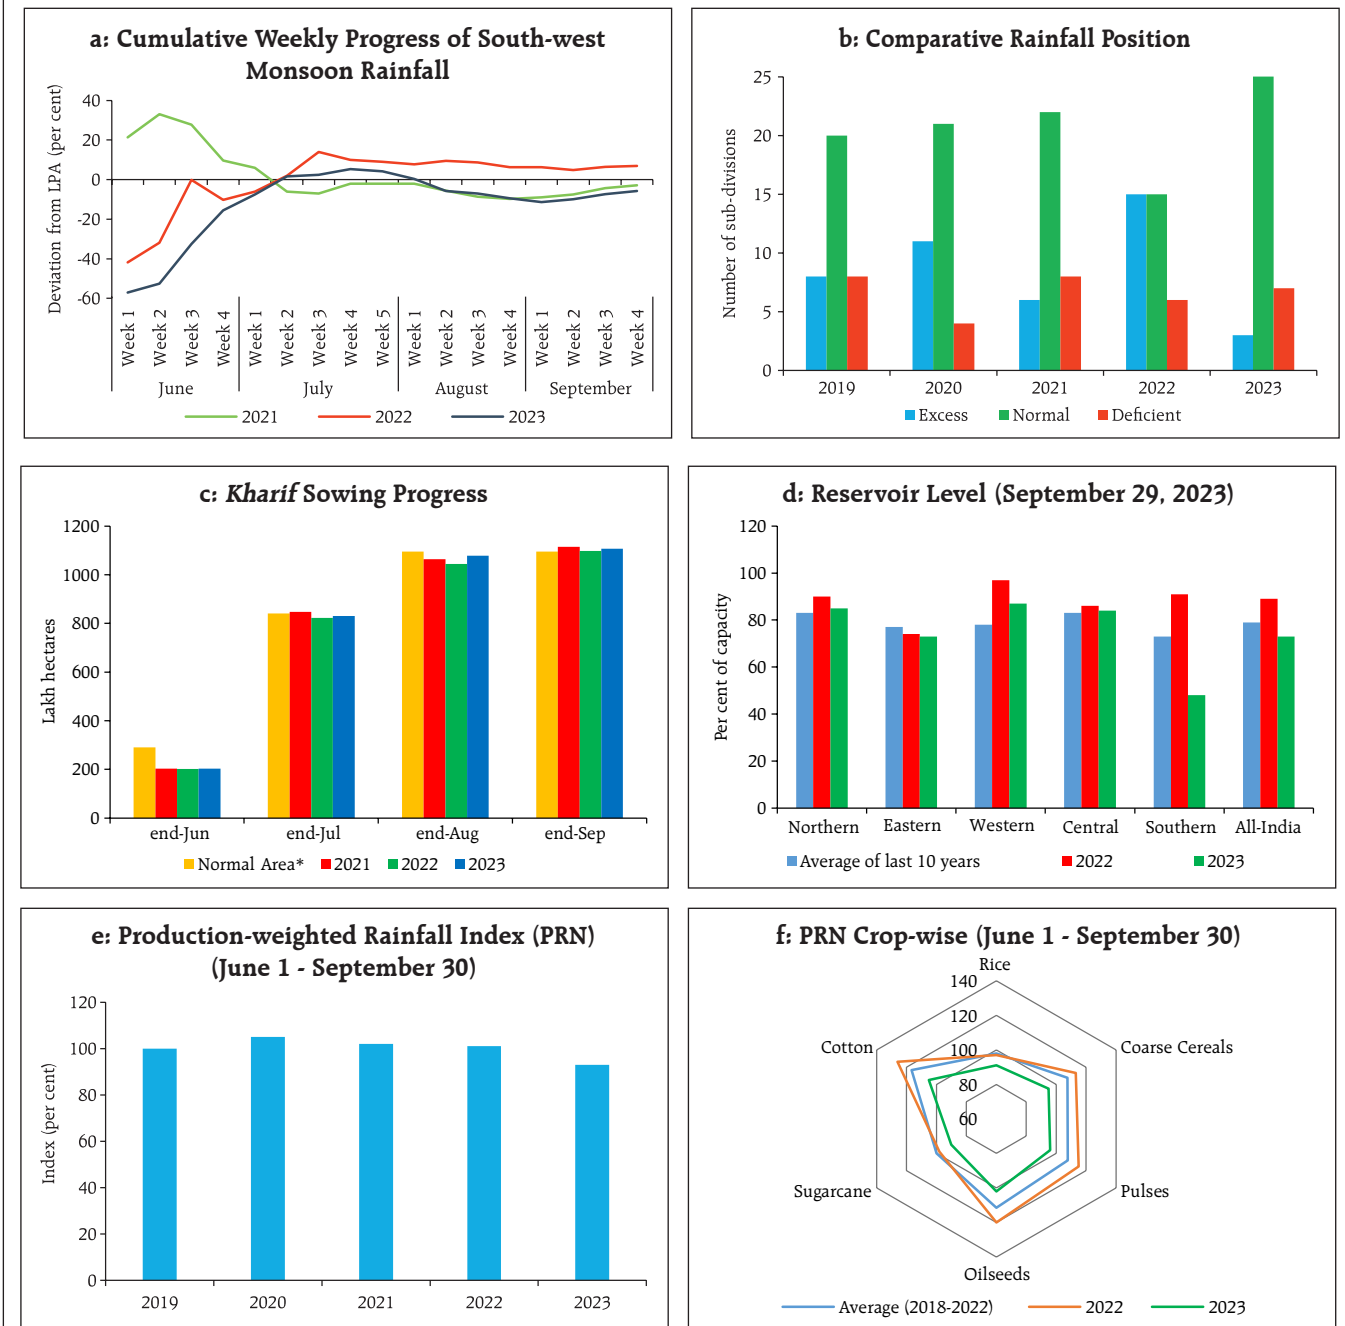 a: Cumulative Weekly Progress of South-west
Monsoon Rainfall
Deviation from LPA (per cent)
40
20
0
-20
-40
-60
Week 1
Week 2
Week 3
Week 4
Week 1
Week 2
Week 3
Week 4
Week 5
Week 1
Week 2
Week 3
Week 4
Week 1
Week 2
Week 3
Week 4
June July August September
2021 2022 2023
b: Comparative Rainfall Position
Number of sub-divisions
25
20
15
10
5
0
2019 2020 2021 2022 2023
Excess Normal Deficient
c: Kharif Sowing Progress
Lakh hectares
1200
1000
800
600
400
200
0
end-Jun end-Jul end-Aug end-Sep
Normal Area* 2021 2022 2023
d: Reservoir Level (September 29, 2023)
Per cent of capacity
120
100
80
60
40
20
0
Northern Eastern Western Central Southern All-India
Average of last 10 years 2022 2023
e: Production-weighted Rainfall Index (PRN)
(June 1 - September 30)
Index (per cent)
120
100
80
60
40
20
0
2019 2020 2021 2022 2023
f: PRN Crop-wise (June 1 - September 30)
Rice
140
120
100
80
60
Cotton
Coarse Cereals
Sugarcane
Pulses
Oilseeds
Average (2018-2022) 2022 2023